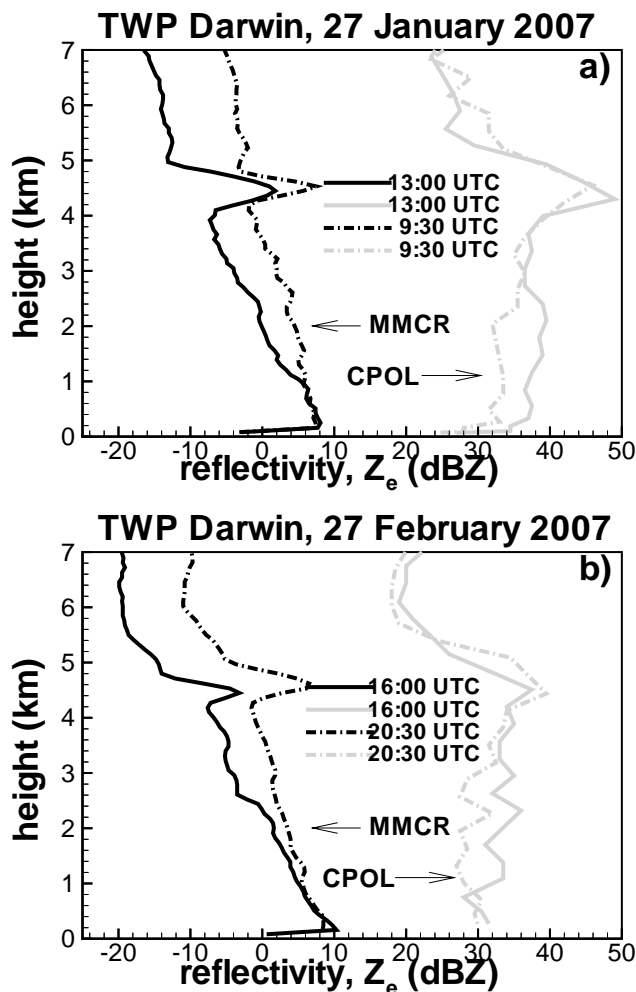 TWP Darwin, 27 January 2007
a)
7
6
5
4
3
2
1
0
height (km)
13:00 UTC
13:00 UTC
9:30 UTC
9:30 UTC
MMCR
CPOL
-20 -10 0 10 20 30 40 50
reflectivity, Ze (dBZ)
TWP Darwin, 27 February 2007
b)
7
6
5
4
3
2
1
0
height (km)
16:00 UTC
16:00 UTC
20:30 UTC
20:30 UTC
MMCR
CPOL
-20 -10 0 10 20 30 40 50
reflectivity, Ze (dBZ)